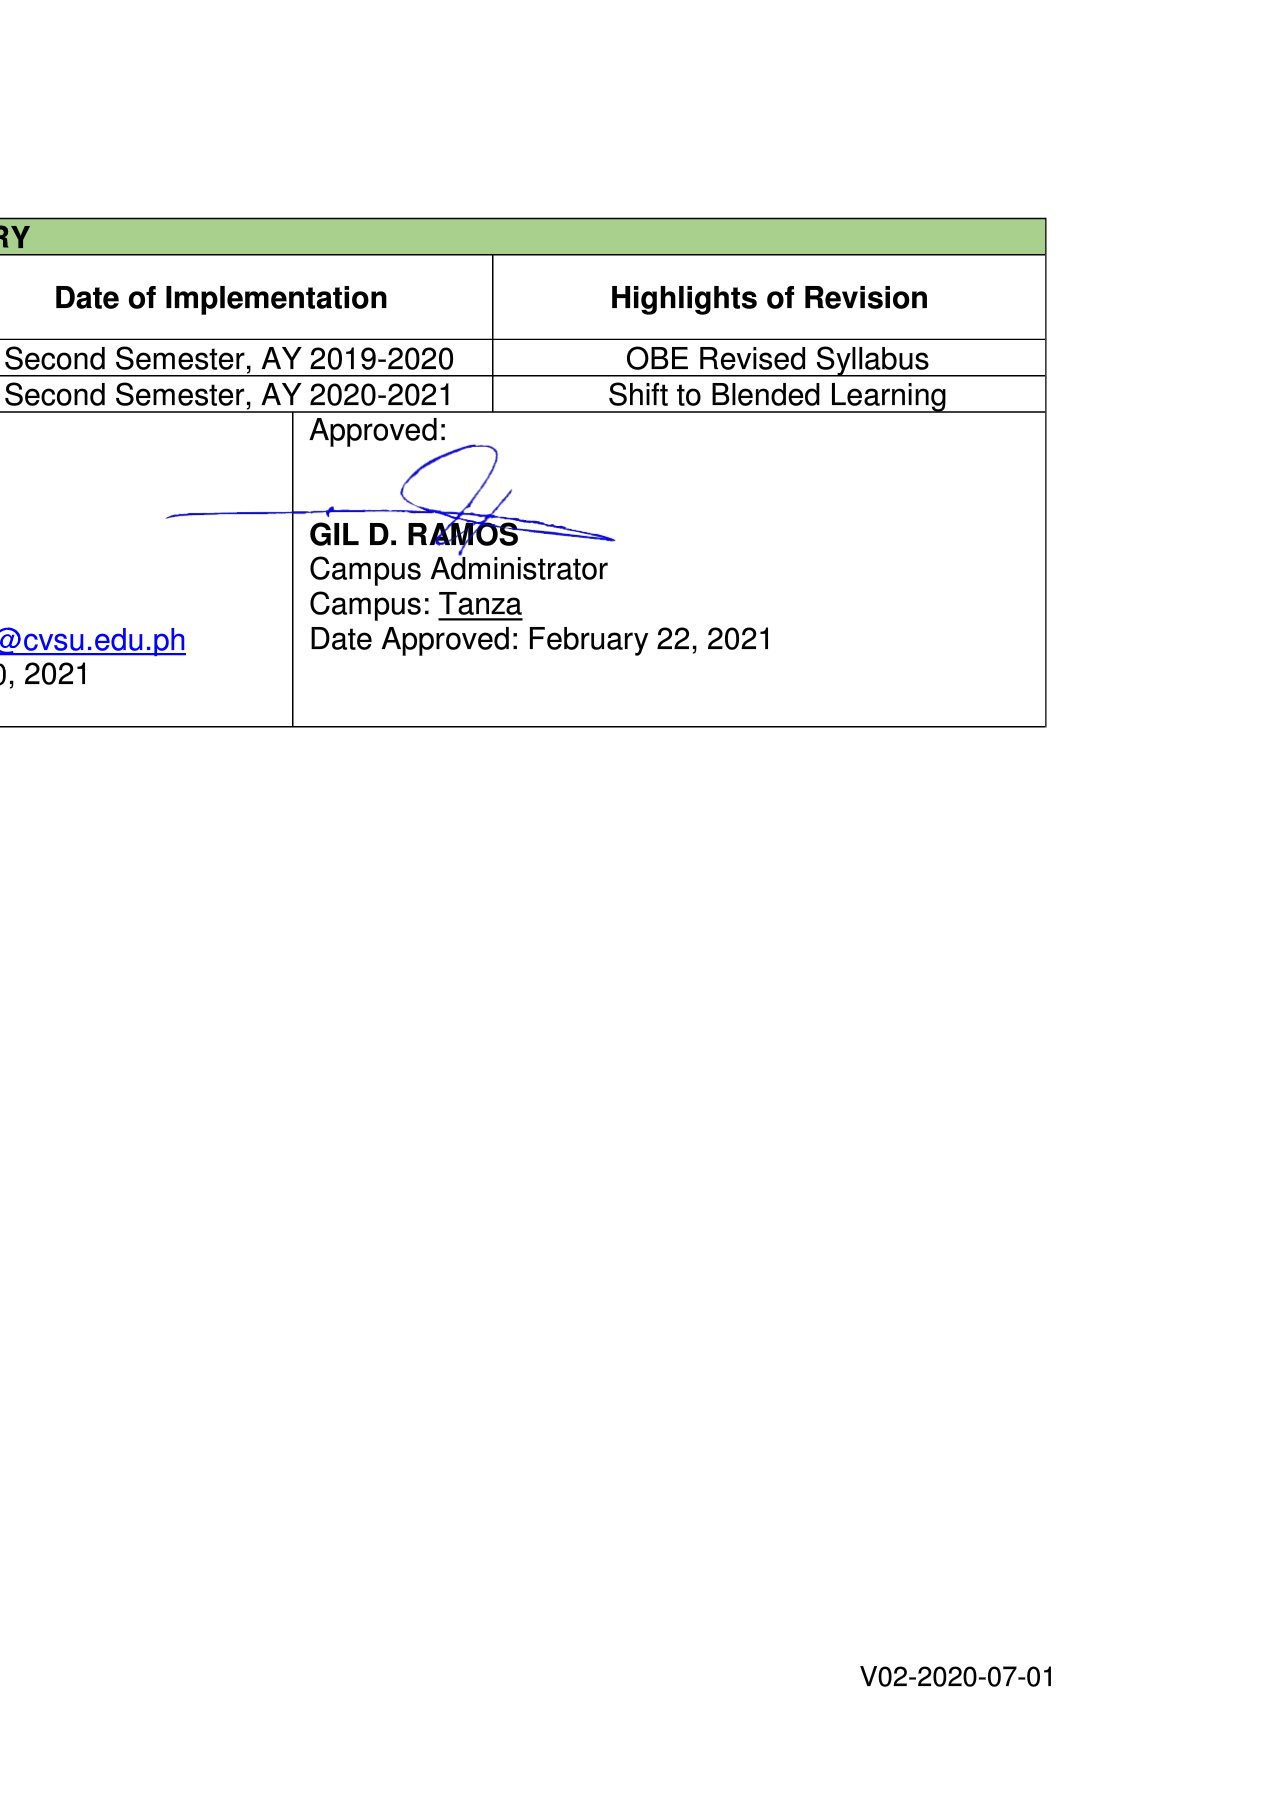 RY
Date of Implementation
Highlights of Revision
Second Semester, AY 2019-2020
OBE Revised Syllabus
Second Semester, AY 2020-2021
Shift to Blended Learning
Approved:
GIL D. RAMOS
Campus Administrator
Campus: Tanza
Date Approved: February 22, 2021
@cvsu.edu.ph
0, 2021
V02-2020-07-01